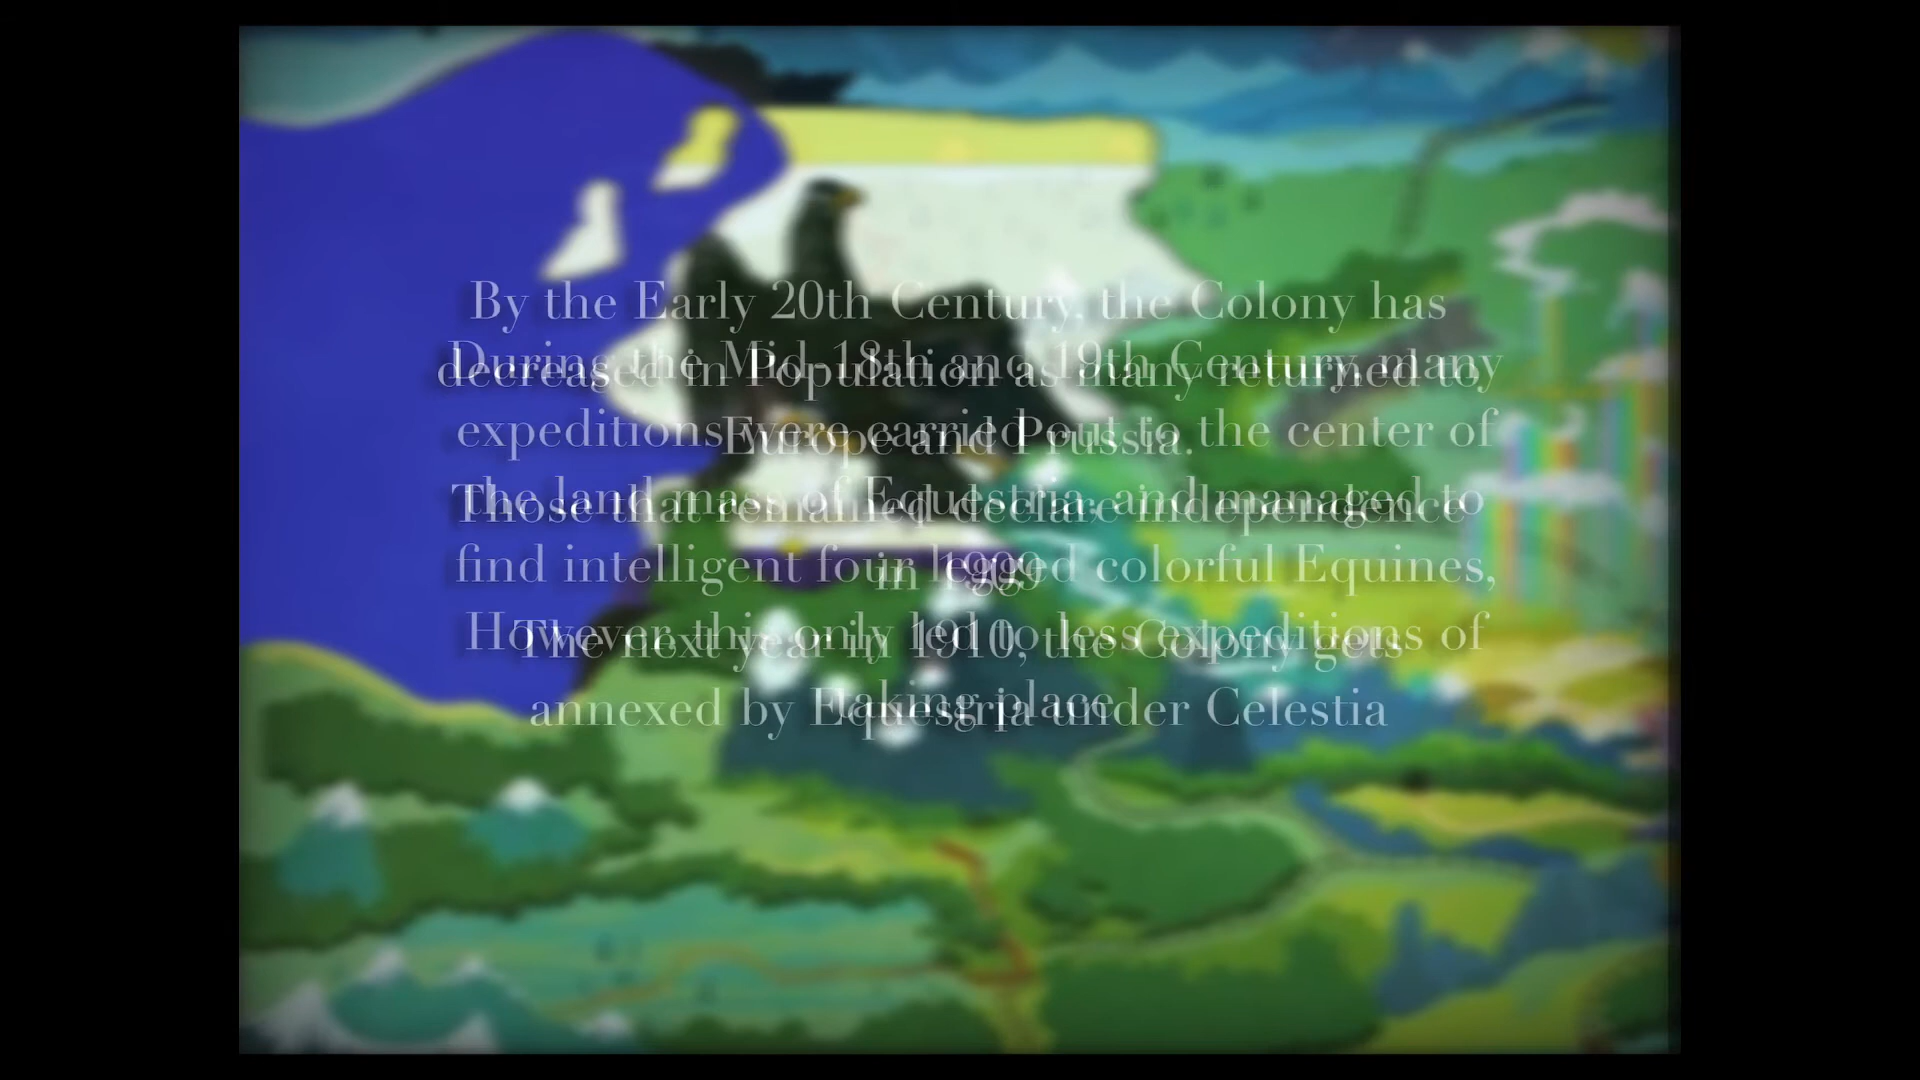 During the Mid-18th and 19th Century, many
expeditions were carried out to the center of
the land mass of Equestria, and managed to
find intelligent four legged colorful Equines,
However, this only led to less expeditions of
taking place
By the Early 20th Century, the Colony has
decreased in Population as many returned to
Europe and Prussia.
Those that remained declare independence
in 1909
The next year in 1910, the Colony gets
annexed by Equestria under Celestia